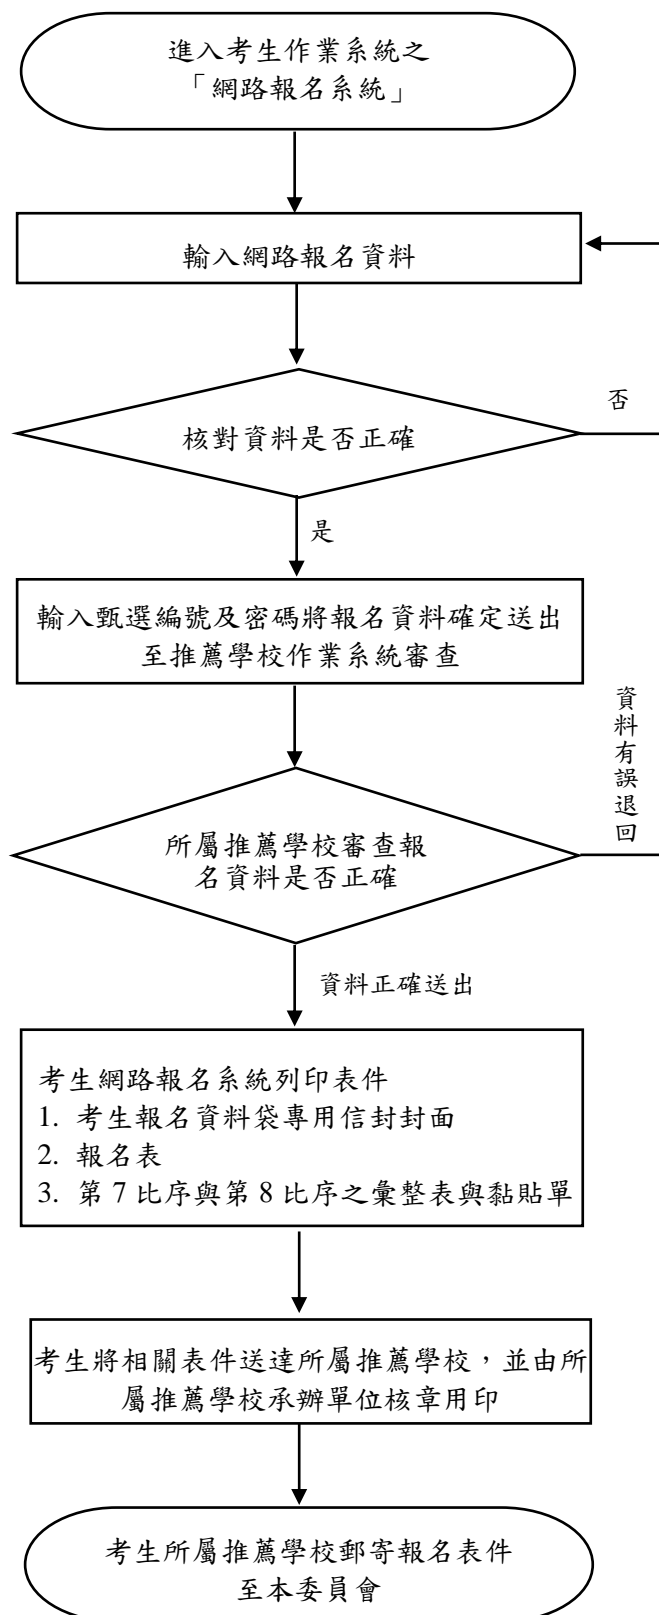 進入考生作業系統之
「網路報名系統」
輸入網路報名資料
核對資料是否正確
否
是
輸入甄選編號及密碼將報名資料確定送出
至推薦學校作業系統審查
所屬推薦學校審查報
名資料是否正確
資料有誤退回
資料正確送出
考生網路報名系統列印表件
1. 考生報名資料袋專用信封封面
2. 報名表
3. 第 7 比序與第 8 比序之彙整表與黏貼單
考生將相關表件送達所屬推薦學校，並由所
屬推薦學校承辦單位核章用印
考生所屬推薦學校郵寄報名表件
至本委員會